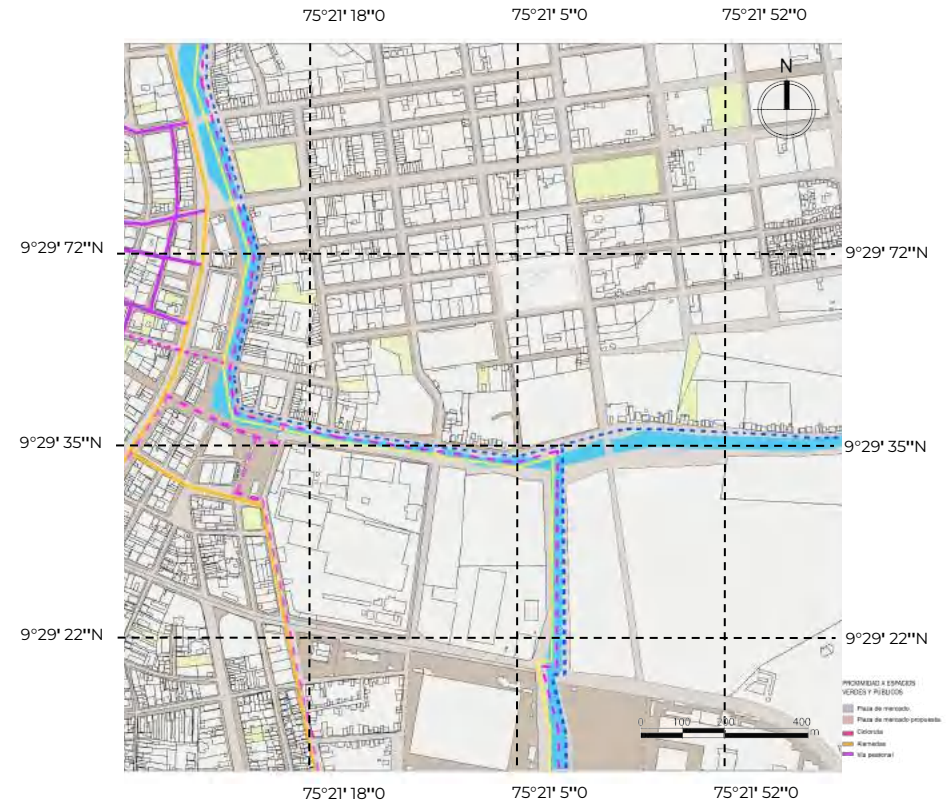 75°21' 18''0 75°21' 5''0 75°21' 52''0
N
9°29' 72''N 9°29' 72''N
9°29' 35''N 9°29' 35''N
9°29' 22''N 9°29' 22''N
PROXIMIDAD A ESPACIOS
VERDES Y PUBLICOS
Plaza de mercado
Plaza de mercado propuesta
Cicloruta
Alamedas
Via peatonal
0 100 200 400
m
75°21' 18''0 75°21' 5''0 75°21' 52''0